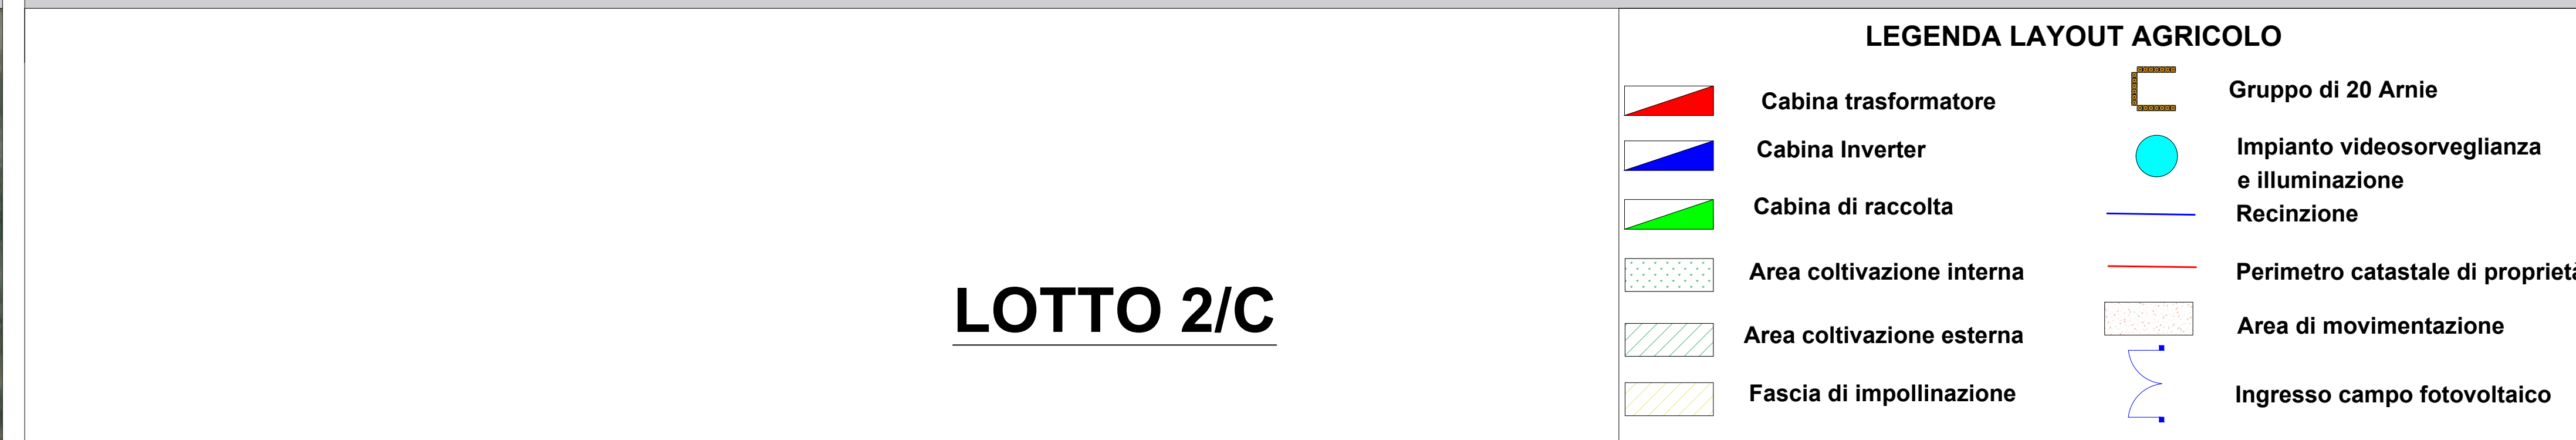 LEGENDA LAYOUT AGRICOLO
Cabina trasformatore
Cabina Inverter
Cabina di raccolta
Area coltivazione interna
Area coltivazione esterna
Fascia di impollinazione
Gruppo di 20 Arnie
Impianto videosorveglianza
e illuminazione
Recinzione
Perimetro catastale di proprietà
Area di movimentazione
Ingresso campo fotovoltaico
LOTTO 2/C